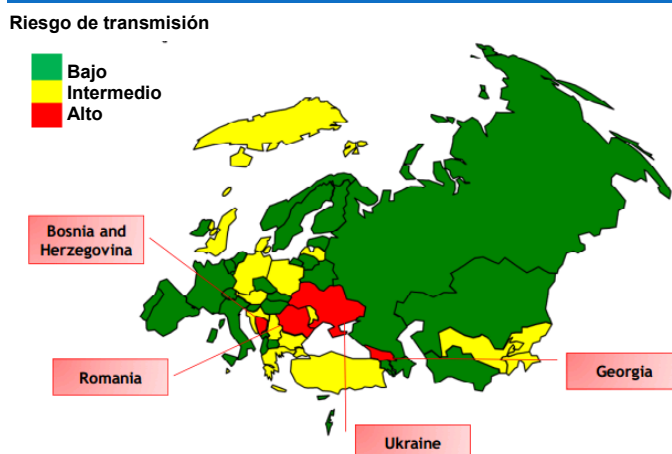 Riesgo de transmisión
Bajo
Intermedio
Alto
Bosnia and
Herzegovina
Romania
Georgia
Ukraine